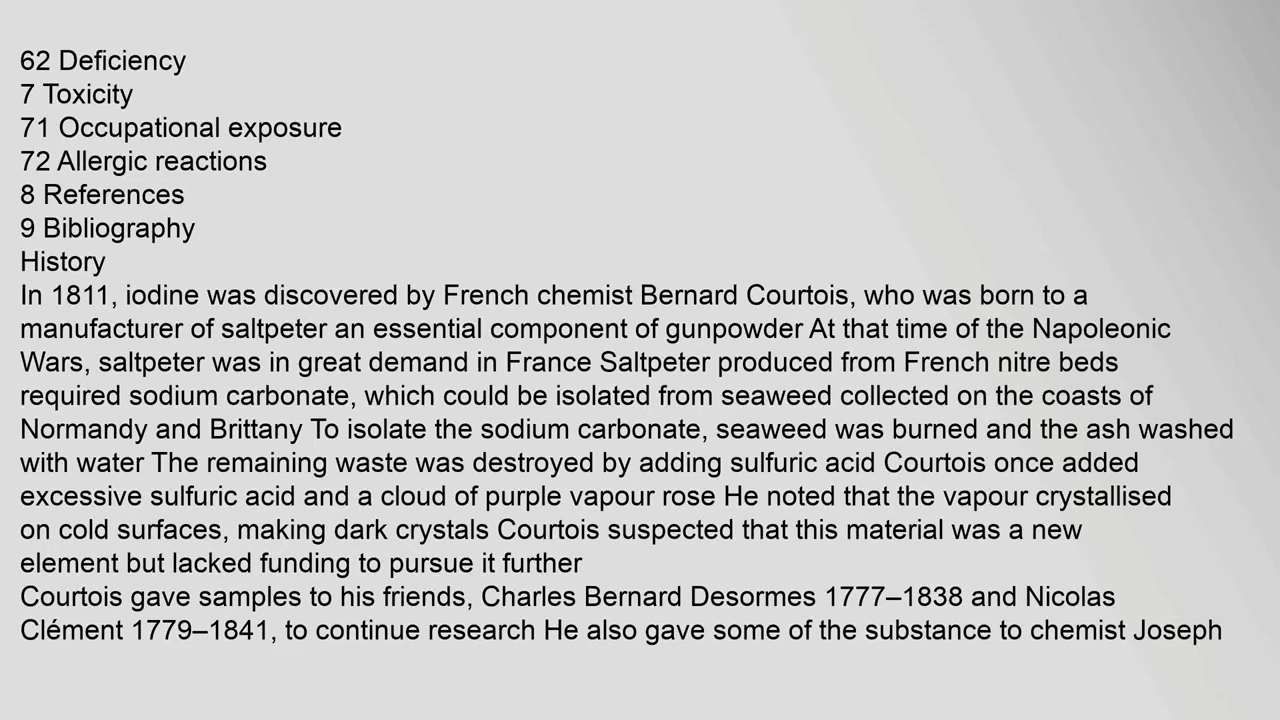 62 Deficiency
7 Toxicity
71 Occupational exposure
72 Allergic reactions
8 References
9 Bibliography
History
In 1811, iodine was discovered by French chemist Bernard Courtois, who was born to a
manufacturer of saltpeter an essential component of gunpowder At that time of the Napoleonic
Wars, saltpeter was in great demand in France Saltpeter produced from French nitre beds
required sodium carbonate, which could be isolated from seaweed collected on the coasts of
Normandy and Brittany To isolate the sodium carbonate, seaweed was burned and the ash washed
with water The remaining waste was destroyed by adding sulfuric acid Courtois once added
excessive sulfuric acid and a cloud of purple vapour rose He noted that the vapour crystallised
on cold surfaces, making dark crystals Courtois suspected that this material was a new
element but lacked funding to pursue it further
Courtois gave samples to his friends, Charles Bernard Desormes 1777–1838 and Nicolas
Clément 1779–1841, to continue research He also gave some of the substance to chemist Joseph